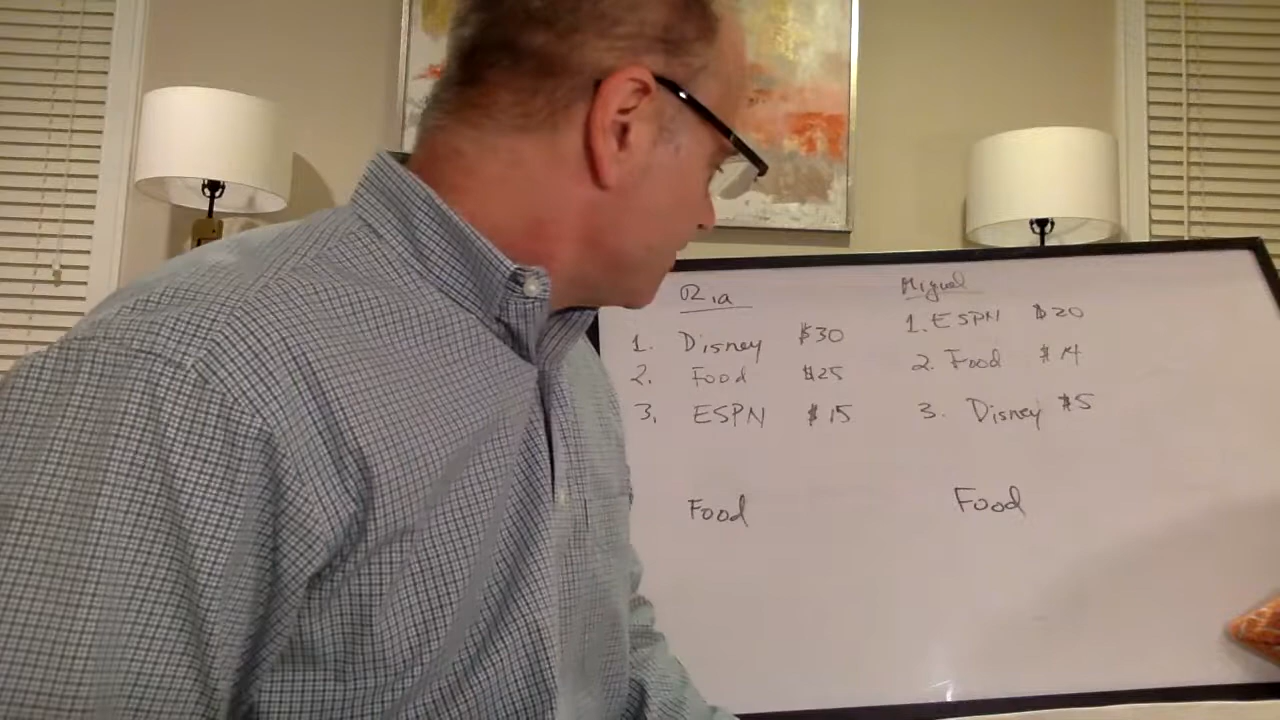 Ria
1. Disney $30
2. Food $25
3. ESPN $15
Food
Miguel
1. ESPN $20
2. Food $14
3. Disney $5
Food